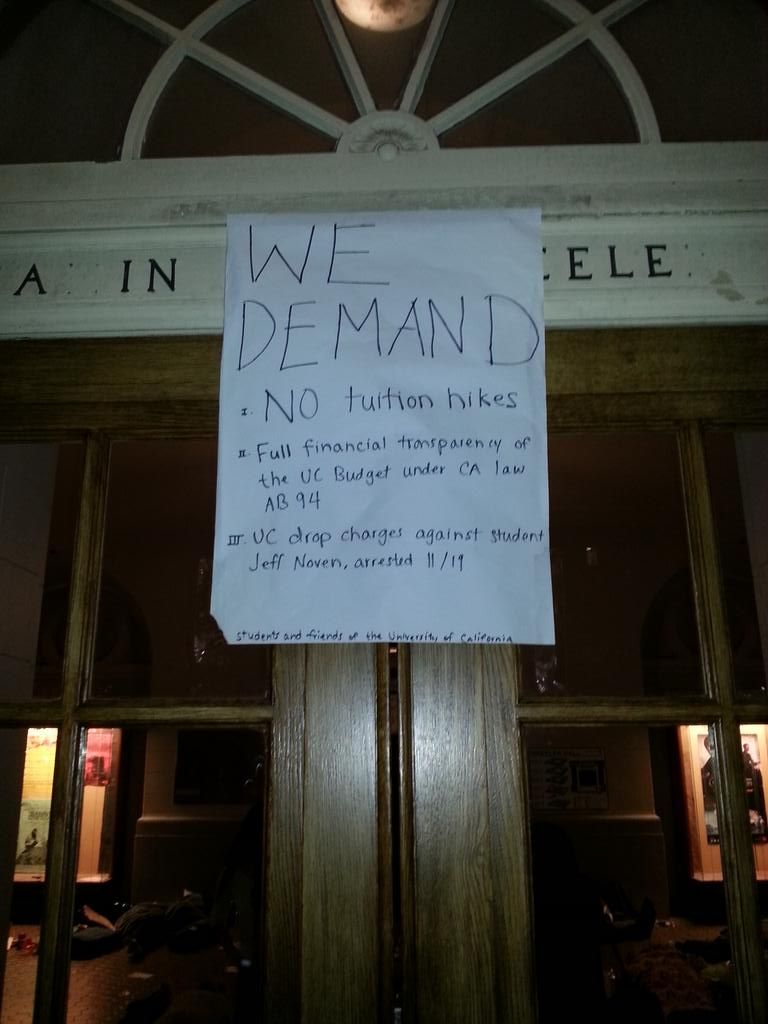 WE
DEMAND
A IN ELE
I. NO tuition hikes
II. Full financial transparency of
the UC Budget under CA law
AB 94
III. UC drop charges against student
Jeff Noven, arrested 11/19
students and friends of the University of California